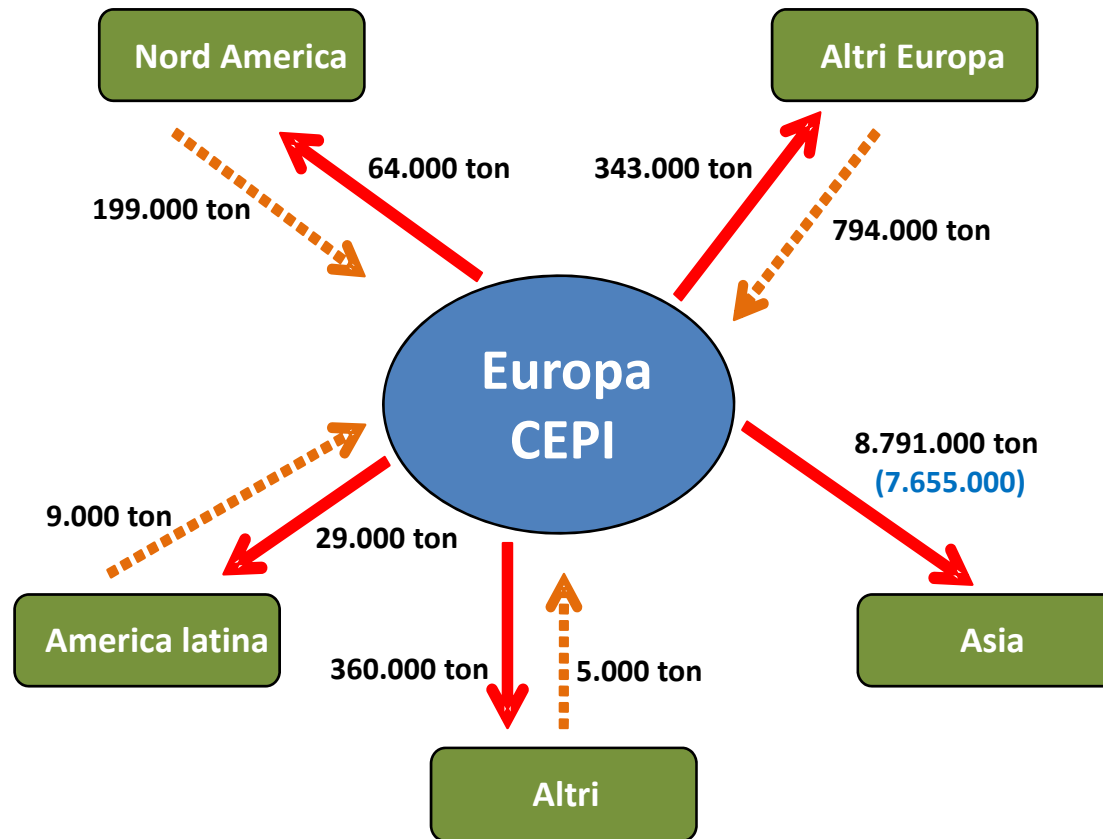 Nord America
Altri Europa
64.000 ton
343.000 ton
199.000 ton
794.000 ton
Europa
CEPI
8.791.000 ton
(7.655.000)
9.000 ton
29.000 ton
America latina
Asia
360.000 ton
5.000 ton
Altri